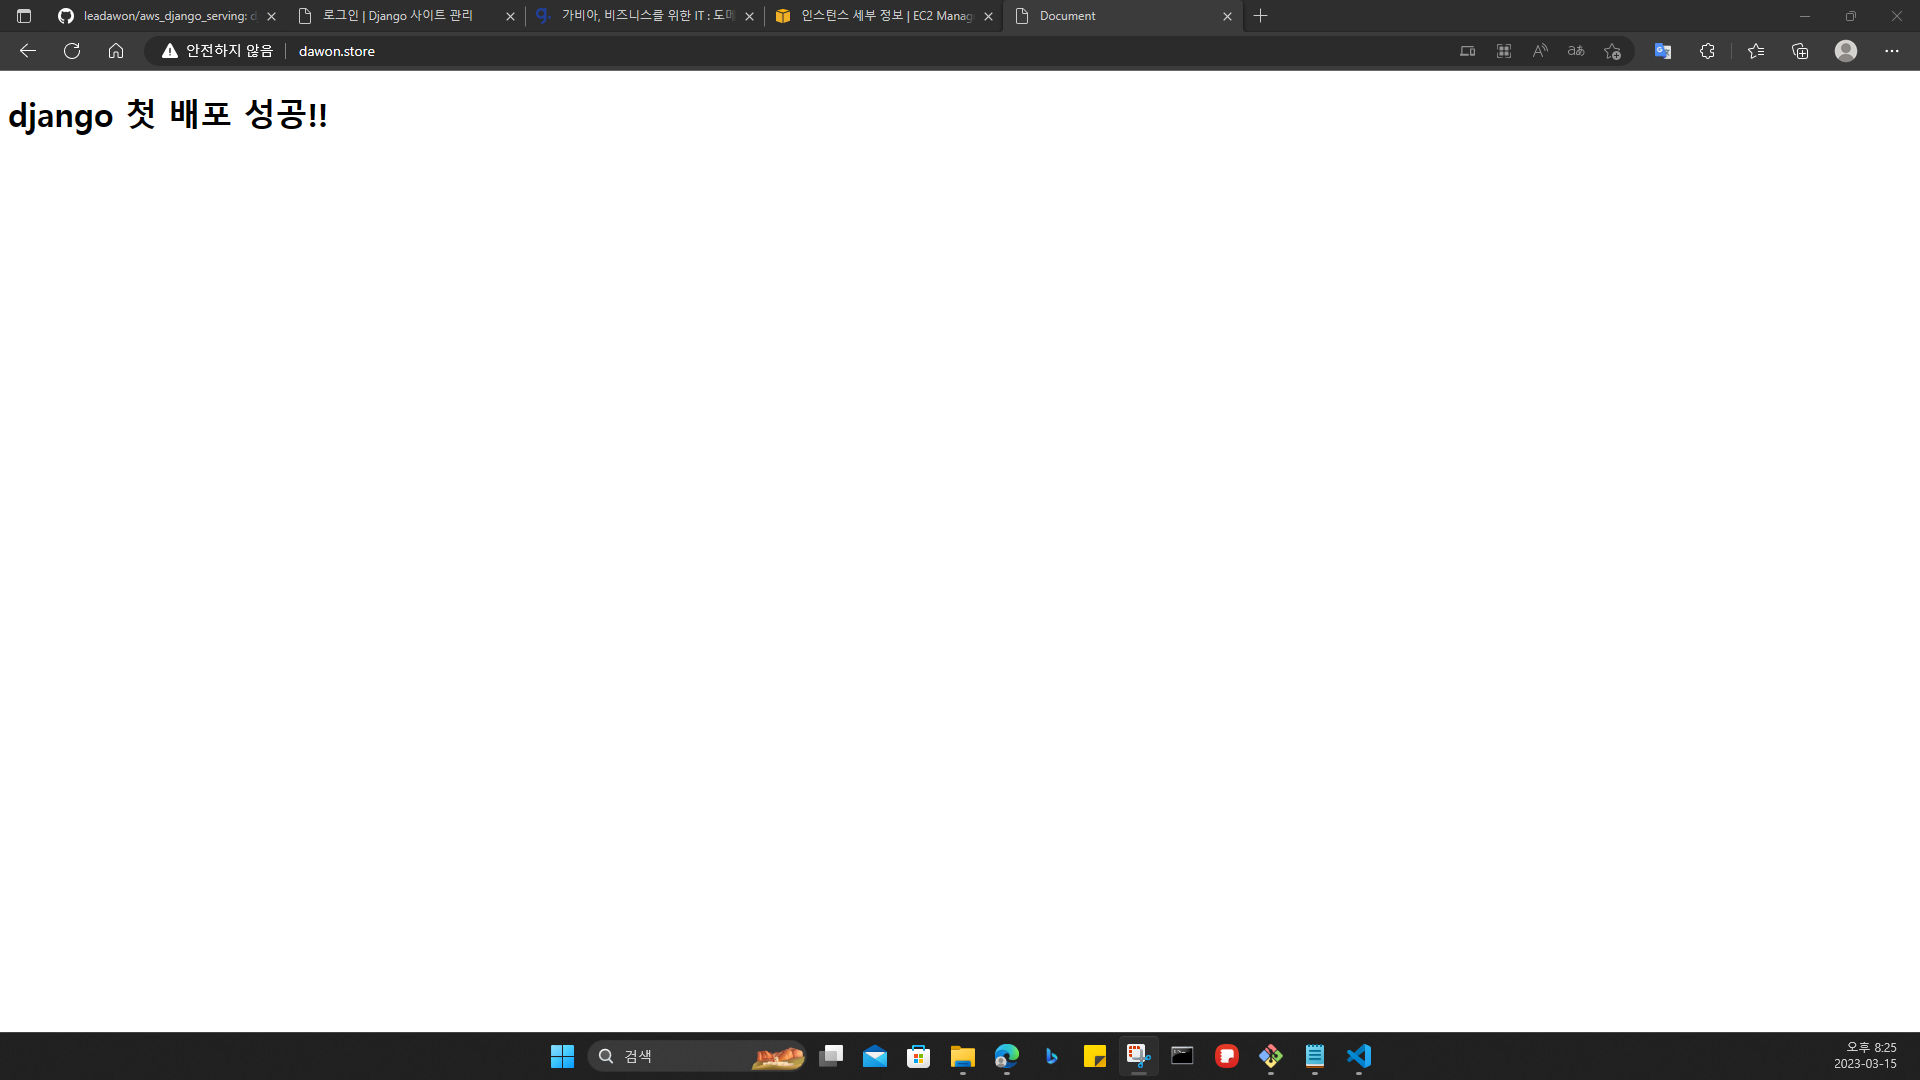 leadawon/aws_django_serving:
로그인 | Django 사이트 관리
가비아, 비즈니스를 위한 IT : 도메
인스턴스 세부 정보 | EC2 Manag
Document
안전하지 않음
dawon.store
django 첫 배포 성공!!
검색
오후 8:25
2023-03-15